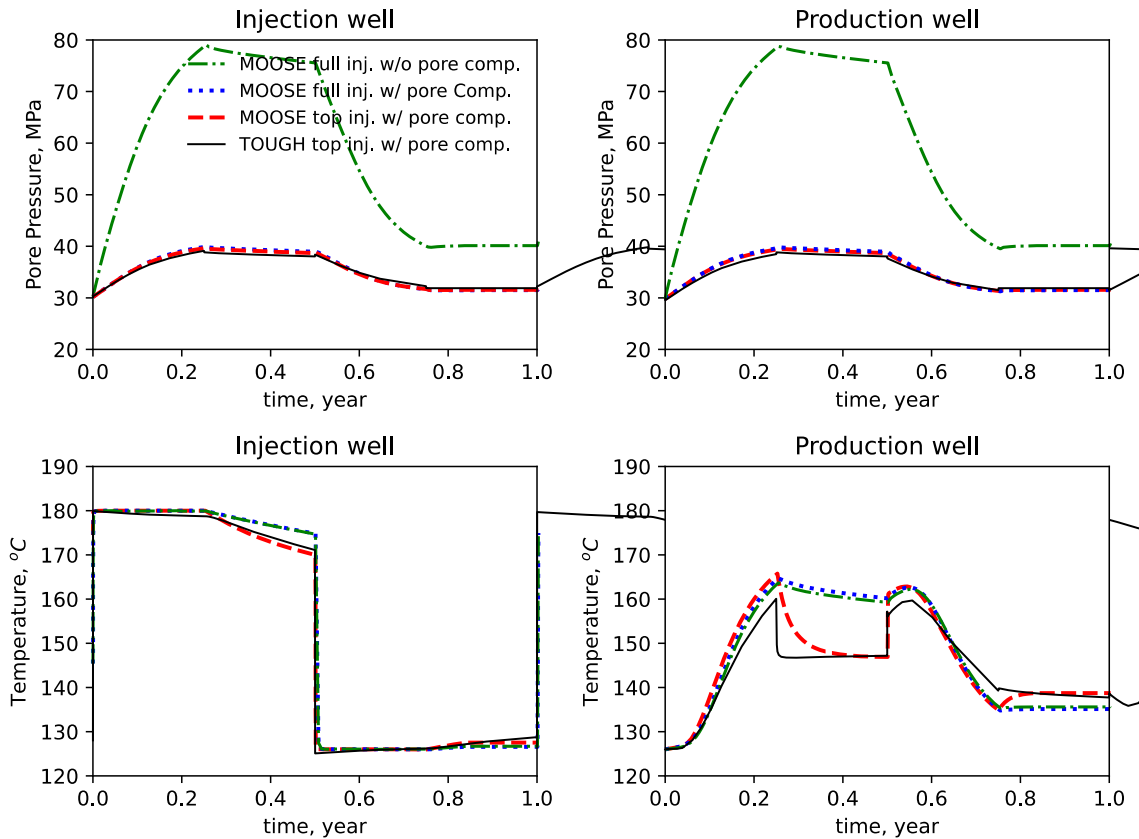 Injection well
Production well
80
70
60
50
40
30
20
Pore Pressure, MPa
MOOSE full inj. w/o pore comp.
MOOSE full inj. w/ pore Comp.
MOOSE top inj. w/ pore comp.
TOUGH top inj. w/ pore comp.
0.0 0.2 0.4 0.6 0.8 1.0
time, year
80
70
60
50
40
30
20
Pore Pressure, MPa
0.0 0.2 0.4 0.6 0.8 1.0
time, year
Injection well
Production well
190
180
170
160
150
140
130
120
Temperature, °C
0.0 0.2 0.4 0.6 0.8 1.0
time, year
190
180
170
160
150
140
130
120
Temperature, °C
0.0 0.2 0.4 0.6 0.8 1.0
time, year